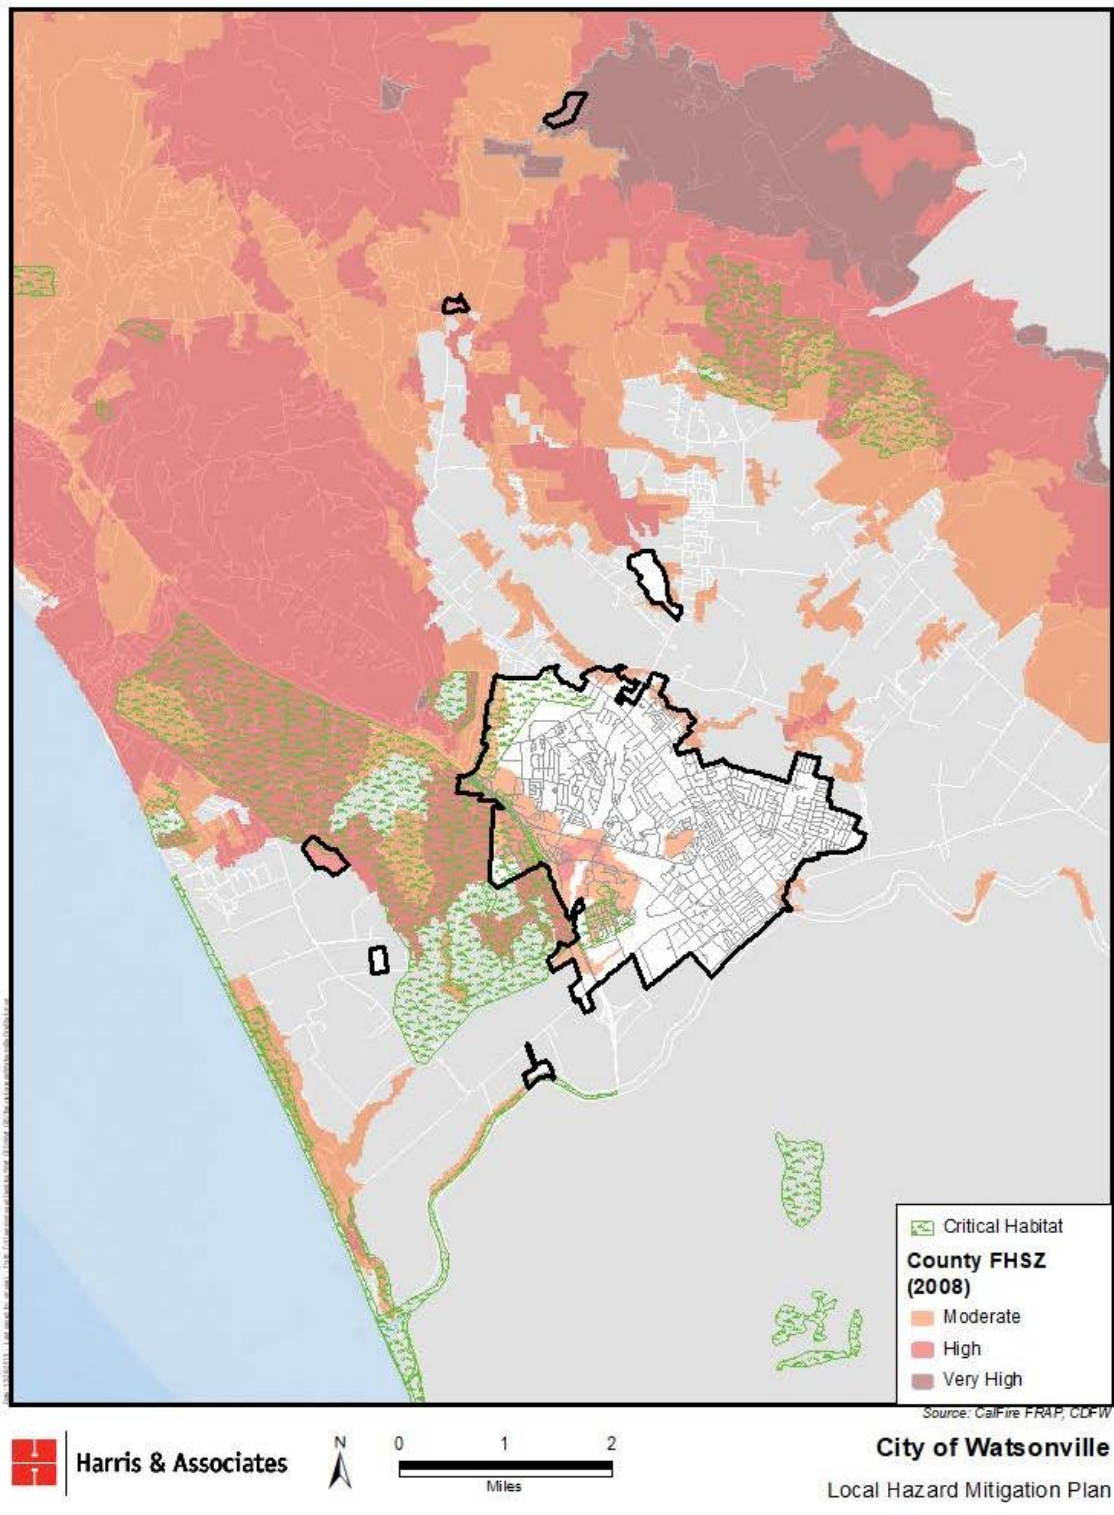 Critical Habitat
County FHSZ
(2008)
Moderate
High
Very High
Source: CalFire FRAP, CDFW
Harris & Associates
N
0 1 2
Miles
City of Watsonville
Local Hazard Mitigation Plan